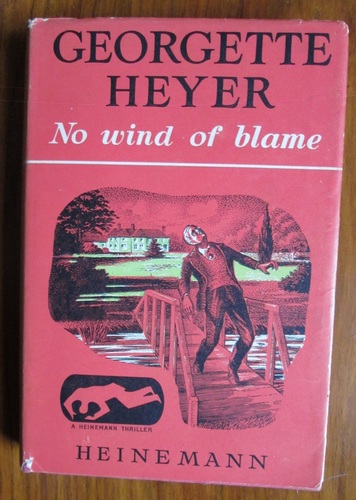 GEORGETTE
HEYER
No wind of blame
A HEINEMANN THRILLER
HEINEMANN